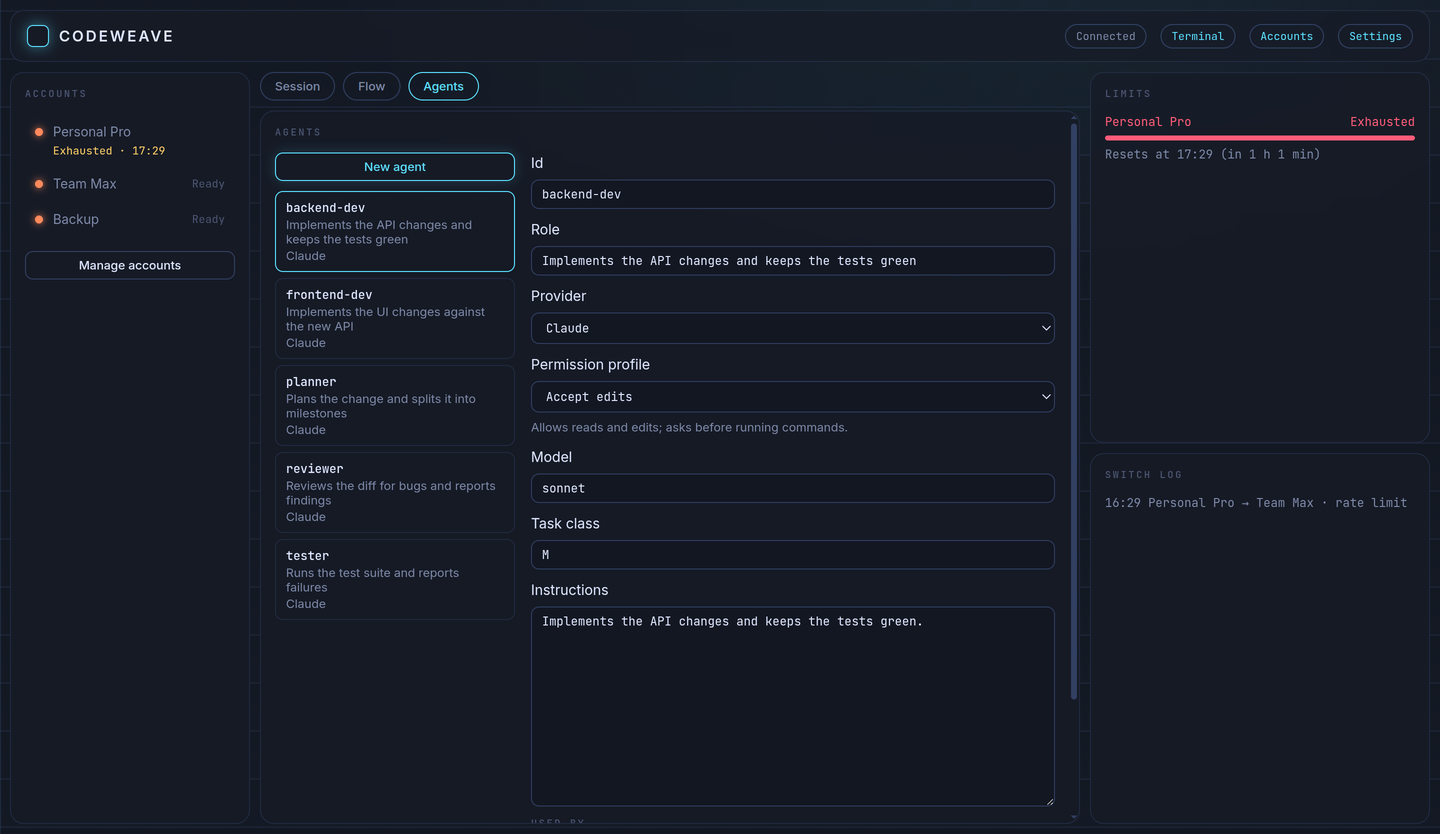 CODEWEAVE
Connected
Terminal
Accounts
Settings
ACCOUNTS
Personal Pro
Exhausted · 17:29
Team Max
Ready
Backup
Ready
Manage accounts
Session
Flow
Agents
AGENTS
New agent
backend-dev
Implements the API changes and
keeps the tests green
Claude
frontend-dev
Implements the UI changes against
the new API
Claude
planner
Plans the change and splits it into
milestones
Claude
reviewer
Reviews the diff for bugs and reports
findings
Claude
tester
Runs the test suite and reports
failures
Claude
Id
backend-dev
Role
Implements the API changes and keeps the tests green
Provider
Claude
Permission profile
Accept edits
Allows reads and edits; asks before running commands.
Model
sonnet
Task class
M
Instructions
Implements the API changes and keeps the tests green.
USED BY
LIMITS
Personal Pro
Exhausted
Resets at 17:29 (in 1 h 1 min)
SWITCH LOG
16:29 Personal Pro → Team Max · rate limit